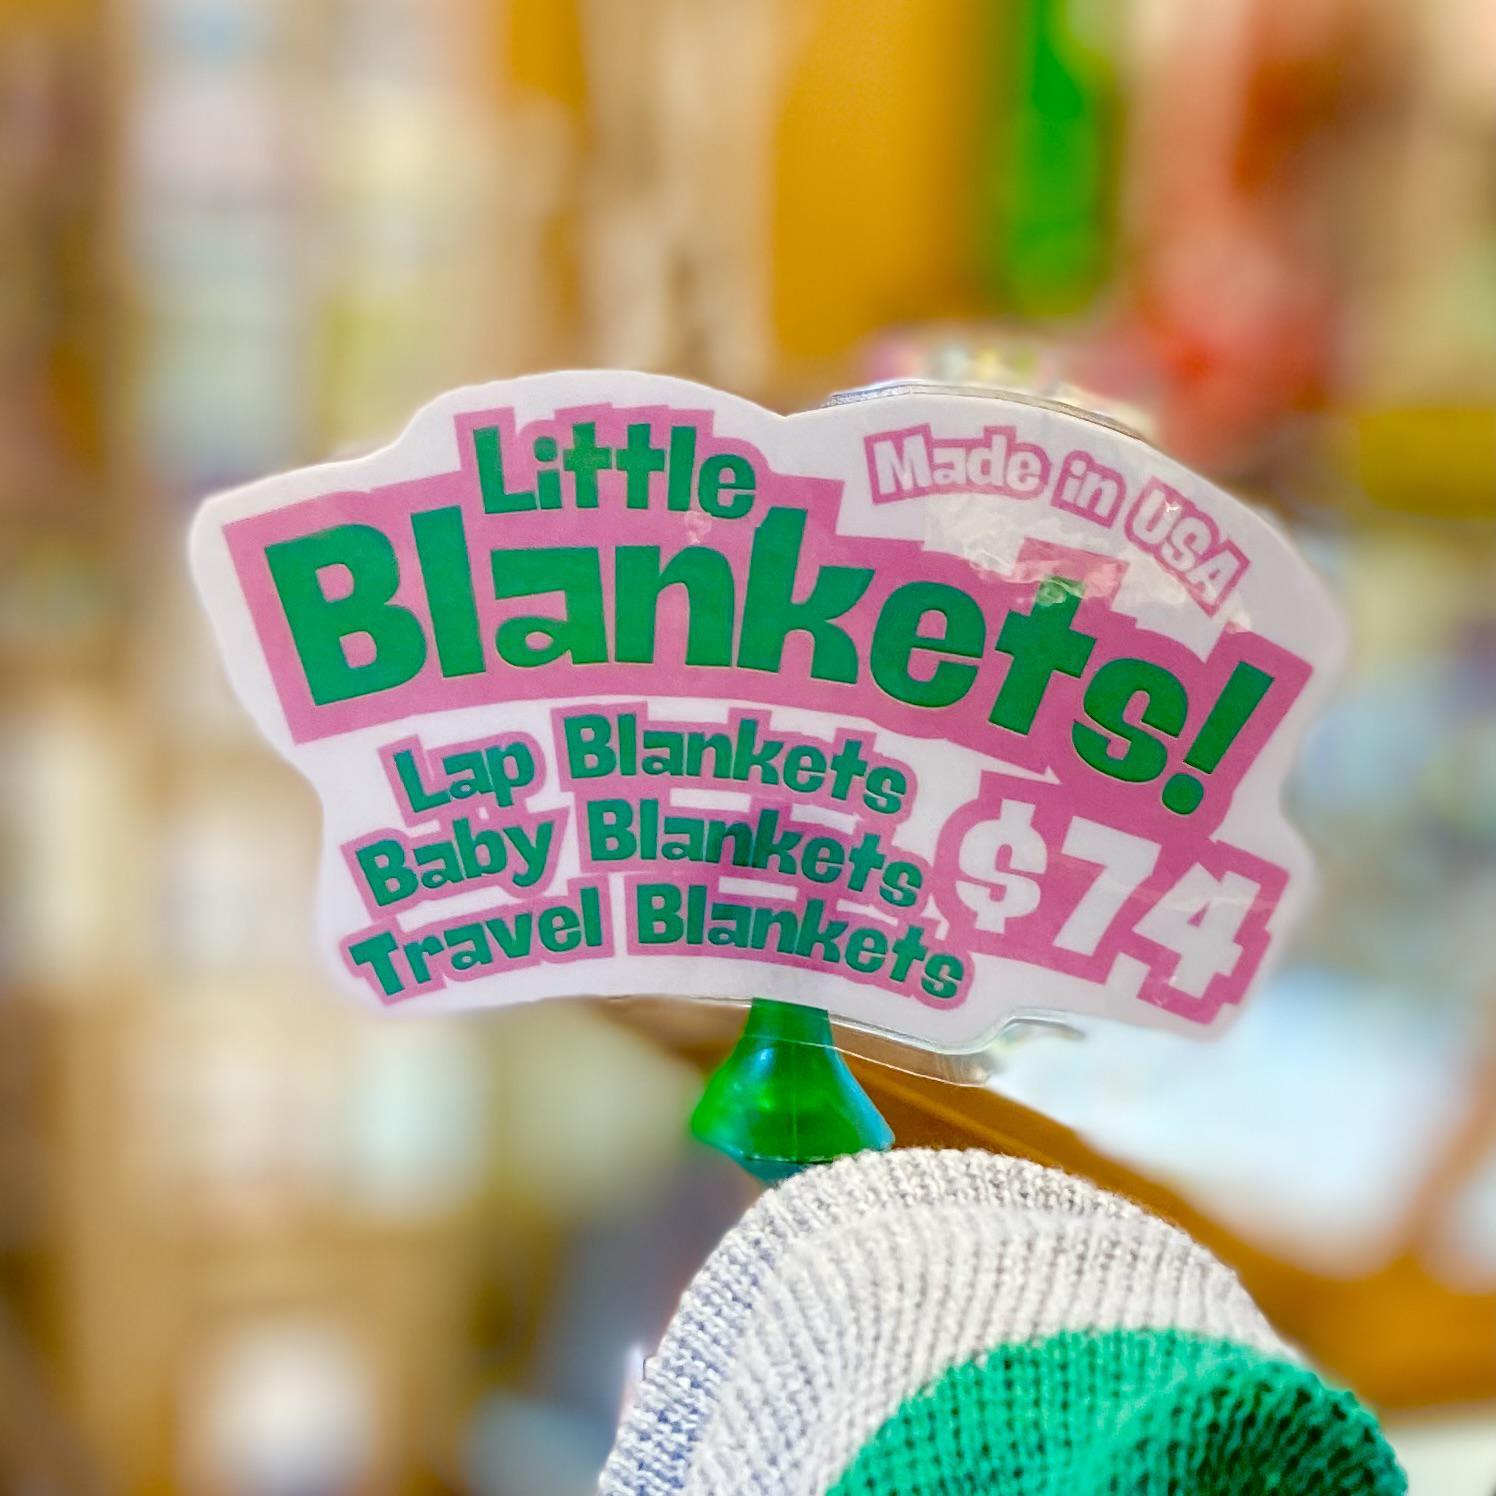 Little
Blankets!
Made in USA
Lap Blankets
Baby Blankets
Travel Blankets
$74